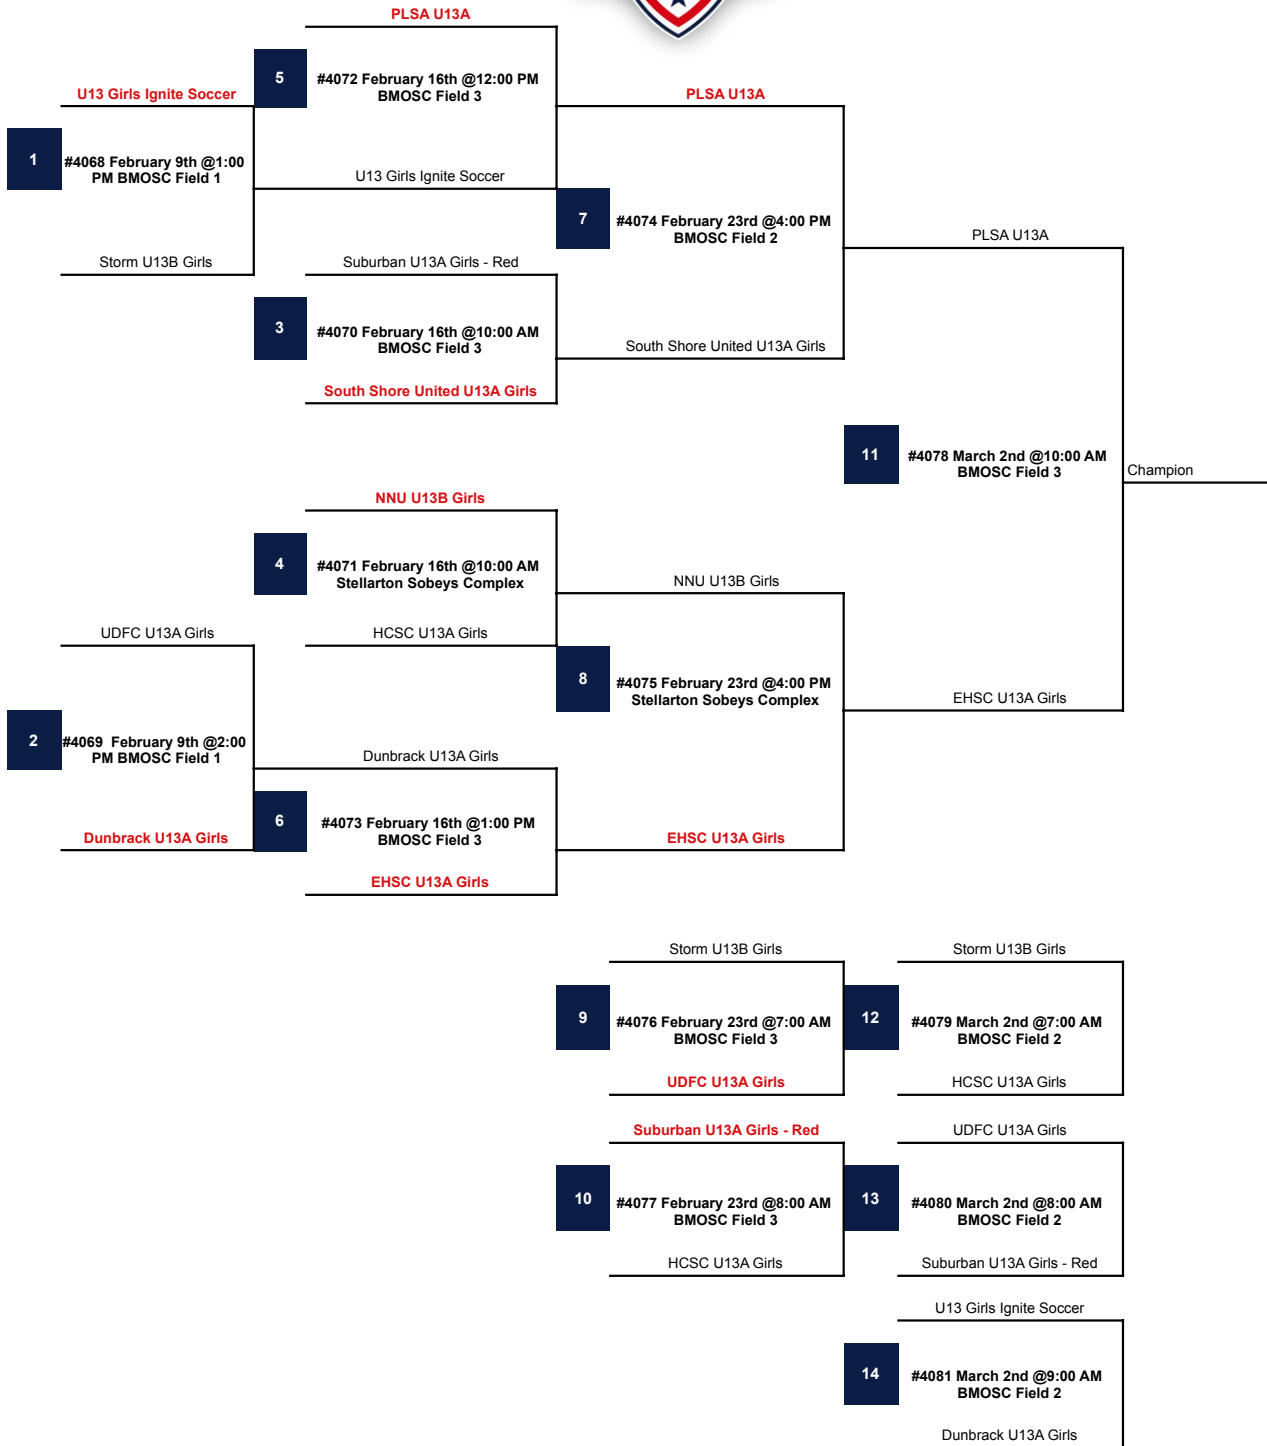 PLSA U13A
5
#4072 February 16th @12:00 PM
BMOSC Field 3
U13 Girls Ignite Soccer
PLSA U13A
1
#4068 February 9th @1:00
PM BMOSC Field 1
U13 Girls Ignite Soccer
7
#4074 February 23rd @4:00 PM
BMOSC Field 2
PLSA U13A
Storm U13B Girls
Suburban U13A Girls - Red
3
#4070 February 16th @10:00 AM
BMOSC Field 3
South Shore United U13A Girls
South Shore United U13A Girls
11
#4078 March 2nd @10:00 AM
BMOSC Field 3
Champion
NNU U13B Girls
4
#4071 February 16th @10:00 AM
Stellarton Sobeys Complex
NNU U13B Girls
UDFC U13A Girls
HCSC U13A Girls
8
#4075 February 23rd @4:00 PM
Stellarton Sobeys Complex
EHSC U13A Girls
2
#4069  February 9th @2:00
PM BMOSC Field 1
Dunbrack U13A Girls
6
#4073 February 16th @1:00 PM
BMOSC Field 3
Dunbrack U13A Girls
EHSC U13A Girls
EHSC U13A Girls
Storm U13B Girls
Storm U13B Girls
9
#4076 February 23rd @7:00 AM
BMOSC Field 3
12
#4079 March 2nd @7:00 AM
BMOSC Field 2
UDFC U13A Girls
HCSC U13A Girls
Suburban U13A Girls - Red
UDFC U13A Girls
10
#4077 February 23rd @8:00 AM
BMOSC Field 3
13
#4080 March 2nd @8:00 AM
BMOSC Field 2
HCSC U13A Girls
Suburban U13A Girls - Red
U13 Girls Ignite Soccer
14
#4081 March 2nd @9:00 AM
BMOSC Field 2
Dunbrack U13A Girls